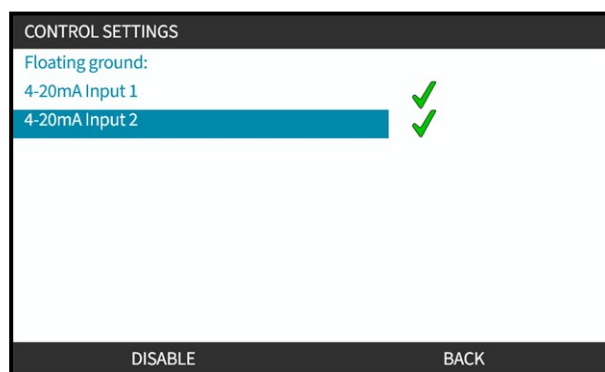 CONTROL SETTINGS
Floating ground:
4-20mA Input 1
4-20mA Input 2
DISABLE BACK